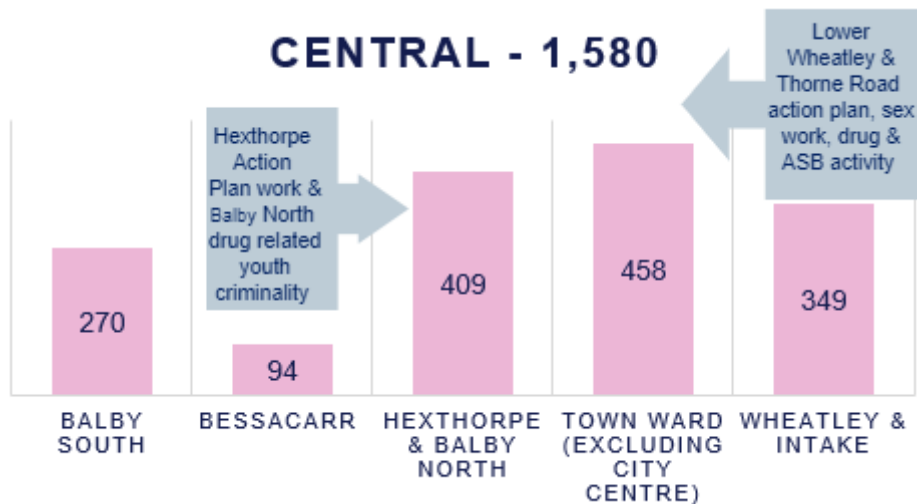 CENTRAL - 1,580
Lower
Wheatley &
Thorne Road
action plan, sex
work, drug &
ASB activity
Hexthorpe
Action
Plan work &
Balby North
drug related
youth
criminality
270
94
409
458
349
BALBY
SOUTH
BESSACARR
HEXTHORPE
& BALBY
NORTH
TOWN WARD
(EXCLUDING
CITY
CENTRE)
WHEATLEY &
INTAKE